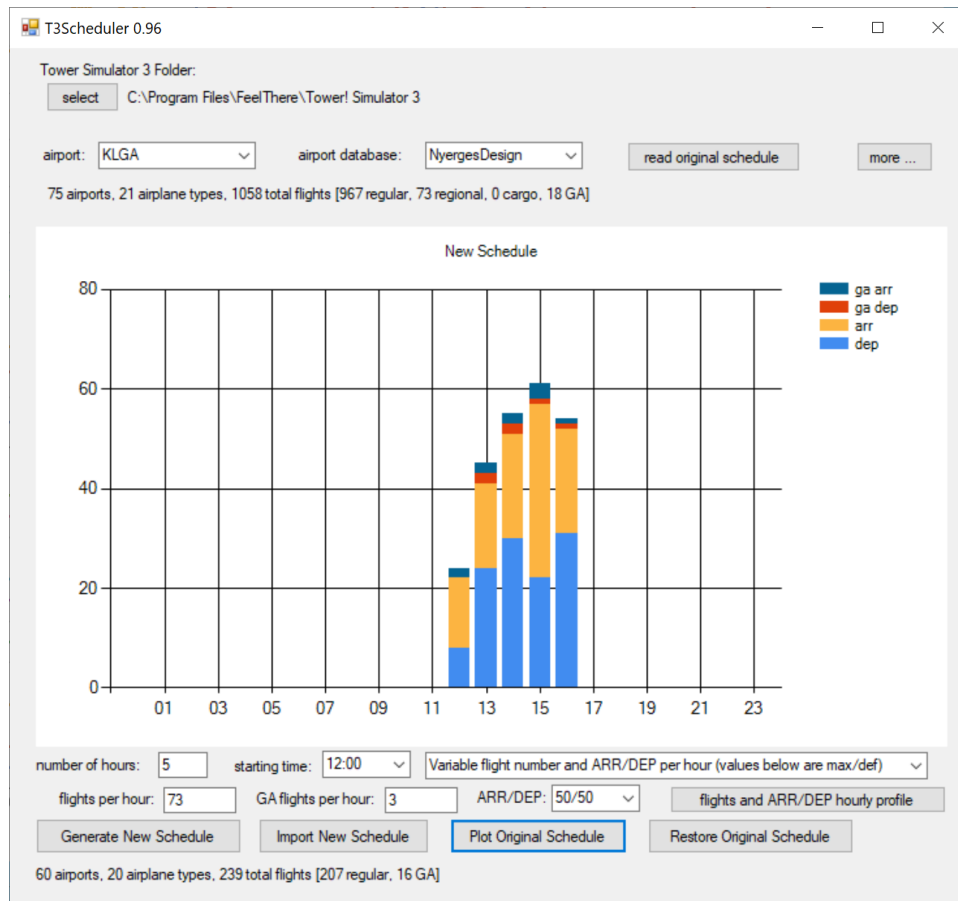 T3Scheduler 0.96
Tower Simulator 3 Folder:
select C:\Program Files\FeelThere\Tower! Simulator 3
airport: KLGA airport database: NyergesDesign read original schedule more ...
75 airports, 21 airplane types, 1058 total flights [967 regular, 73 regional, 0 cargo, 18 GA]
New Schedule
80
60
40
20
0
01 03 05 07 09 11 13 15 17 19 21 23
ga arr
ga dep
arr
dep
number of hours: 5 starting time: 12:00 Variable flight number and ARR/DEP per hour (values below are max/def)
flights per hour: 73 GA flights per hour: 3 ARR/DEP: 50/50 flights and ARR/DEP hourly profile
Generate New Schedule Import New Schedule Plot Original Schedule Restore Original Schedule
60 airports, 20 airplane types, 239 total flights [207 regular, 16 GA]